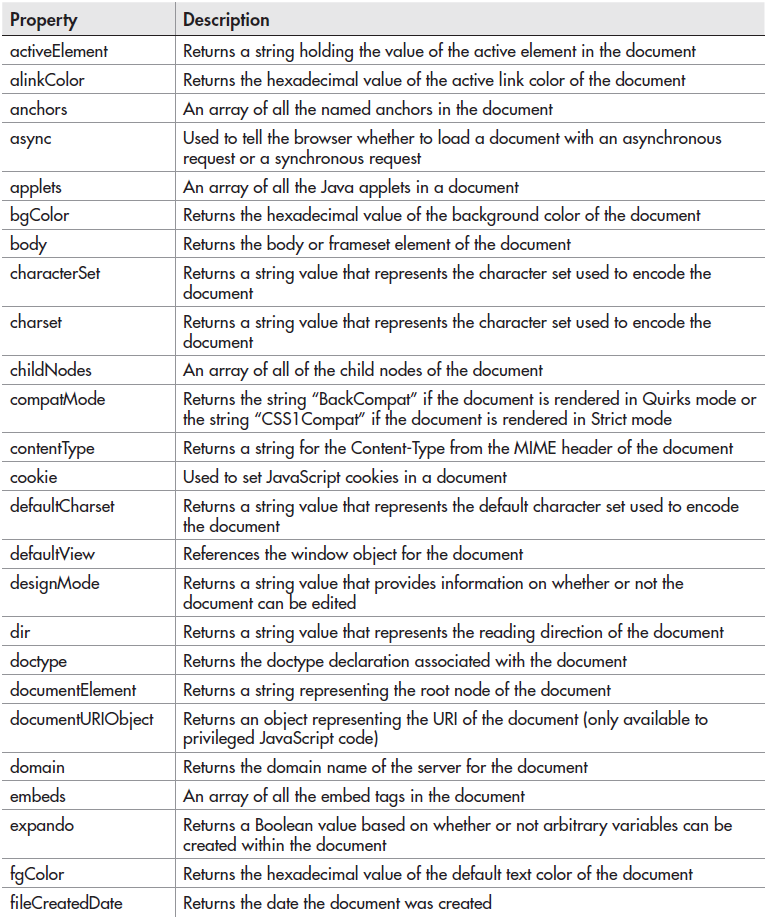 Property Description
activeElement Returns a string holding the value of the active element in the document
alinkColor Returns the hexadecimal value of the active link color of the document
anchors An array of all the named anchors in the document
async Used to tell the browser whether to load a document with an asynchronous
request or a synchronous request
applets An array of all the Java applets in a document
bgColor Returns the hexadecimal value of the background color of the document
body Returns the body or frameset element of the document
characterSet Returns a string value that represents the character set used to encode the
document
charset Returns a string value that represents the character set used to encode the
document
childNodes An array of all of the child nodes of the document
compatMode Returns the string “BackCompat” if the document is rendered in Quirks mode or
the string “CSS1Compat” if the document is rendered in Strict mode
contentType Returns a string for the Content-Type from the MIME header of the document
cookie Used to set JavaScript cookies in a document
defaultCharset Returns a string value that represents the default character set used to encode
the document
defaultView References the window object for the document
designMode Returns a string value that provides information on whether or not the
document can be edited
dir Returns a string value that represents the reading direction of the document
doctype Returns the doctype declaration associated with the document
documentElement Returns a string representing the root node of the document
documentURIObject Returns an object representing the URI of the document (only available to
privileged JavaScript code)
domain Returns the domain name of the server for the document
embeds An array of all the embed tags in the document
expando Returns a Boolean value based on whether or not arbitrary variables can be
created within the document
fgColor Returns the hexadecimal value of the default text color of the document
fileCreatedDate Returns the date the document was created